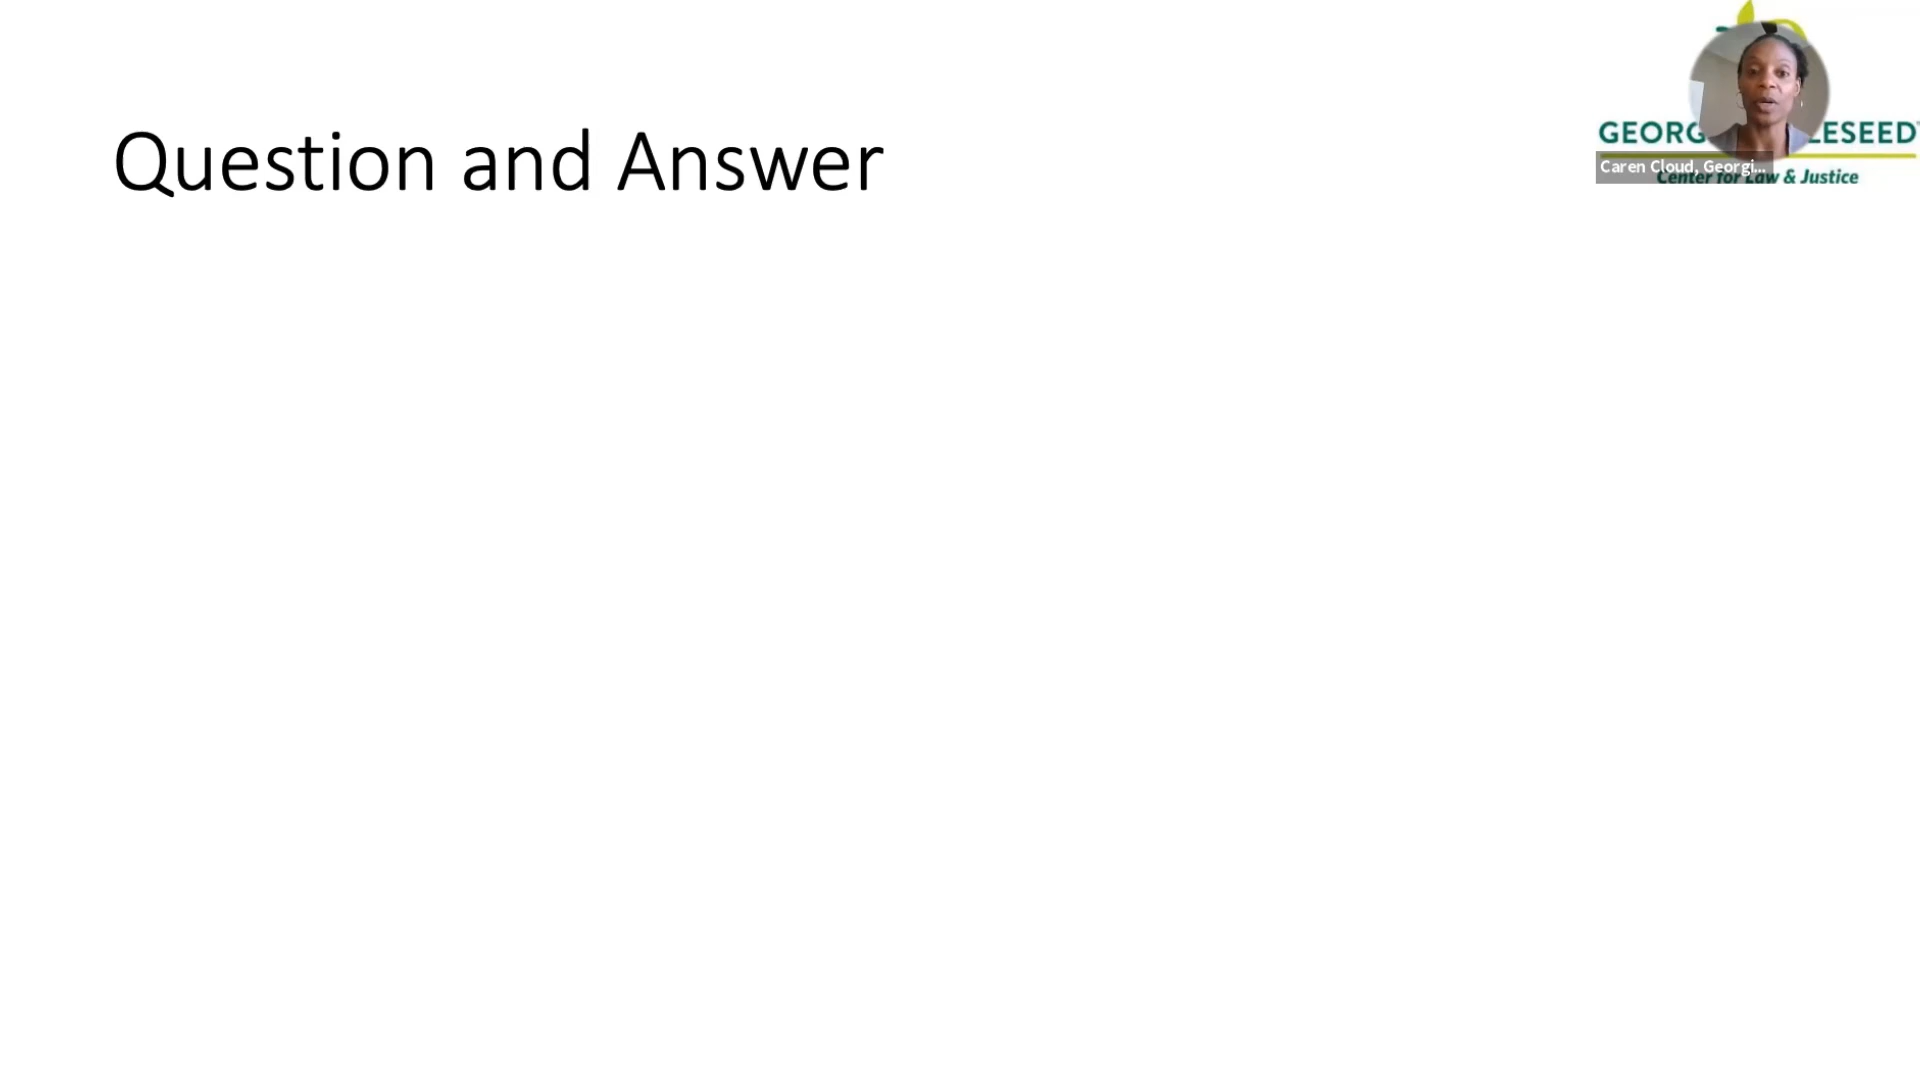 Question and Answer
GEORG LESEED
Caren Cloud, Georgi...
Center for Law & Justice